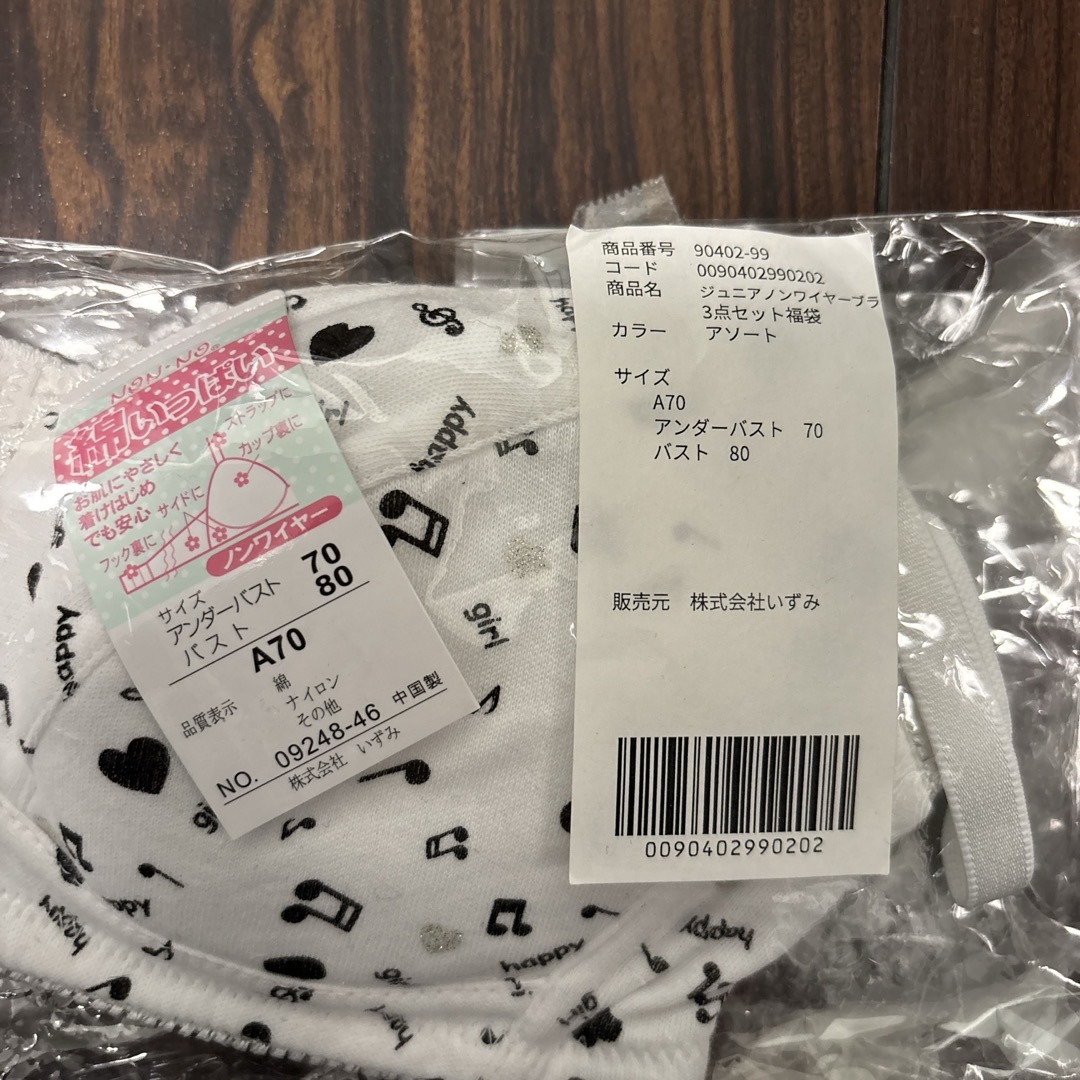 綿いっぱい
お肌にやさしく
着けはじめ
でも安心
ストラップに
カップ裏に
サイドに
フック裏に
ノンワイヤー
サイズ
アンダーバスト 70
バスト 80
A70
品質表示
綿
ナイロン
その他
NO. 09248-46 中国製
株式会社 いずみ
商品番号 90402-99
コード 0090402990202
商品名 ジュニアノンワイヤーブラ
3点セット福袋
カラー アソート
サイズ
A70
アンダーバスト 70
バスト 80
販売元 株式会社いずみ
0090402990202
happy
girl
happy
happy
happy
happy
girl